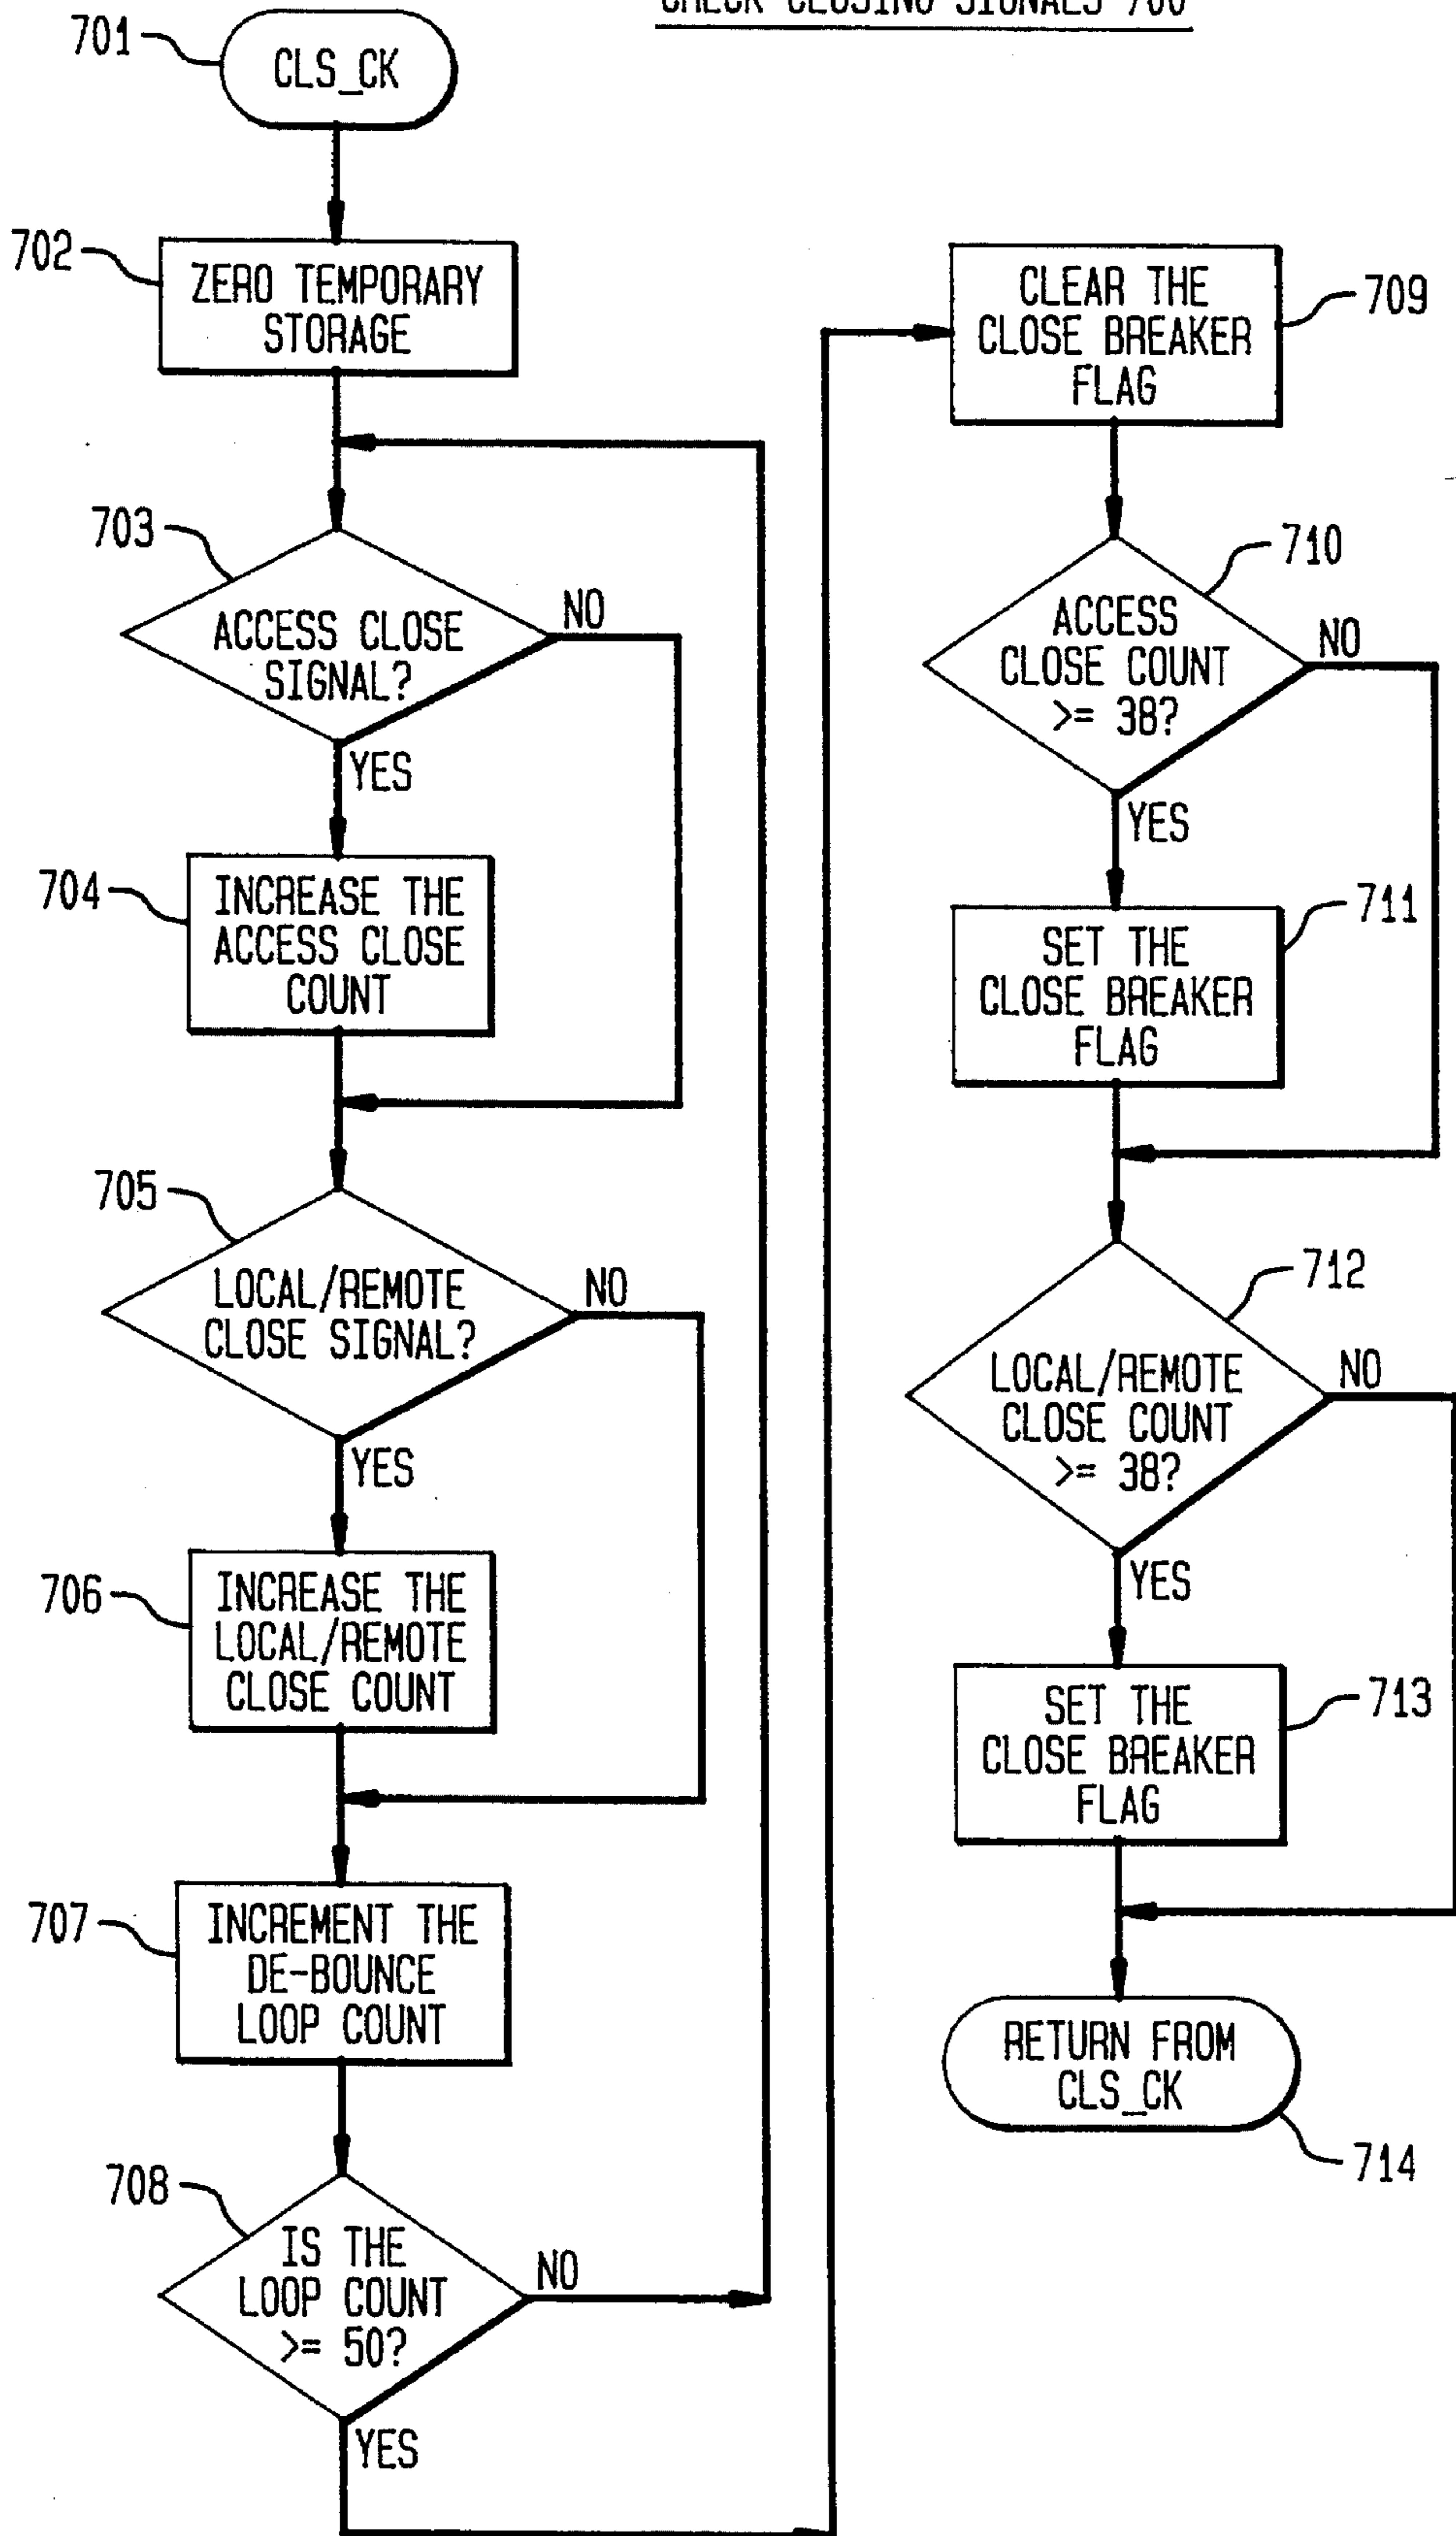 CHECK CLOSING SIGNALS 700
701
CLS_CK
702
ZERO TEMPORARY
STORAGE
703
ACCESS CLOSE
SIGNAL?
NO
YES
704
INCREASE THE
ACCESS CLOSE
COUNT
705
LOCAL/REMOTE
CLOSE SIGNAL?
NO
YES
706
INCREASE THE
LOCAL/REMOTE
CLOSE COUNT
707
INCREMENT THE
DE-BOUNCE
LOOP COUNT
708
IS THE
LOOP COUNT
>= 50?
NO
YES
CLEAR THE
CLOSE BREAKER
FLAG
709
710
ACCESS
CLOSE COUNT
>= 38?
NO
YES
711
SET THE
CLOSE BREAKER
FLAG
712
LOCAL/REMOTE
CLOSE COUNT
>= 38?
NO
YES
713
SET THE
CLOSE BREAKER
FLAG
RETURN FROM
CLS_CK
714